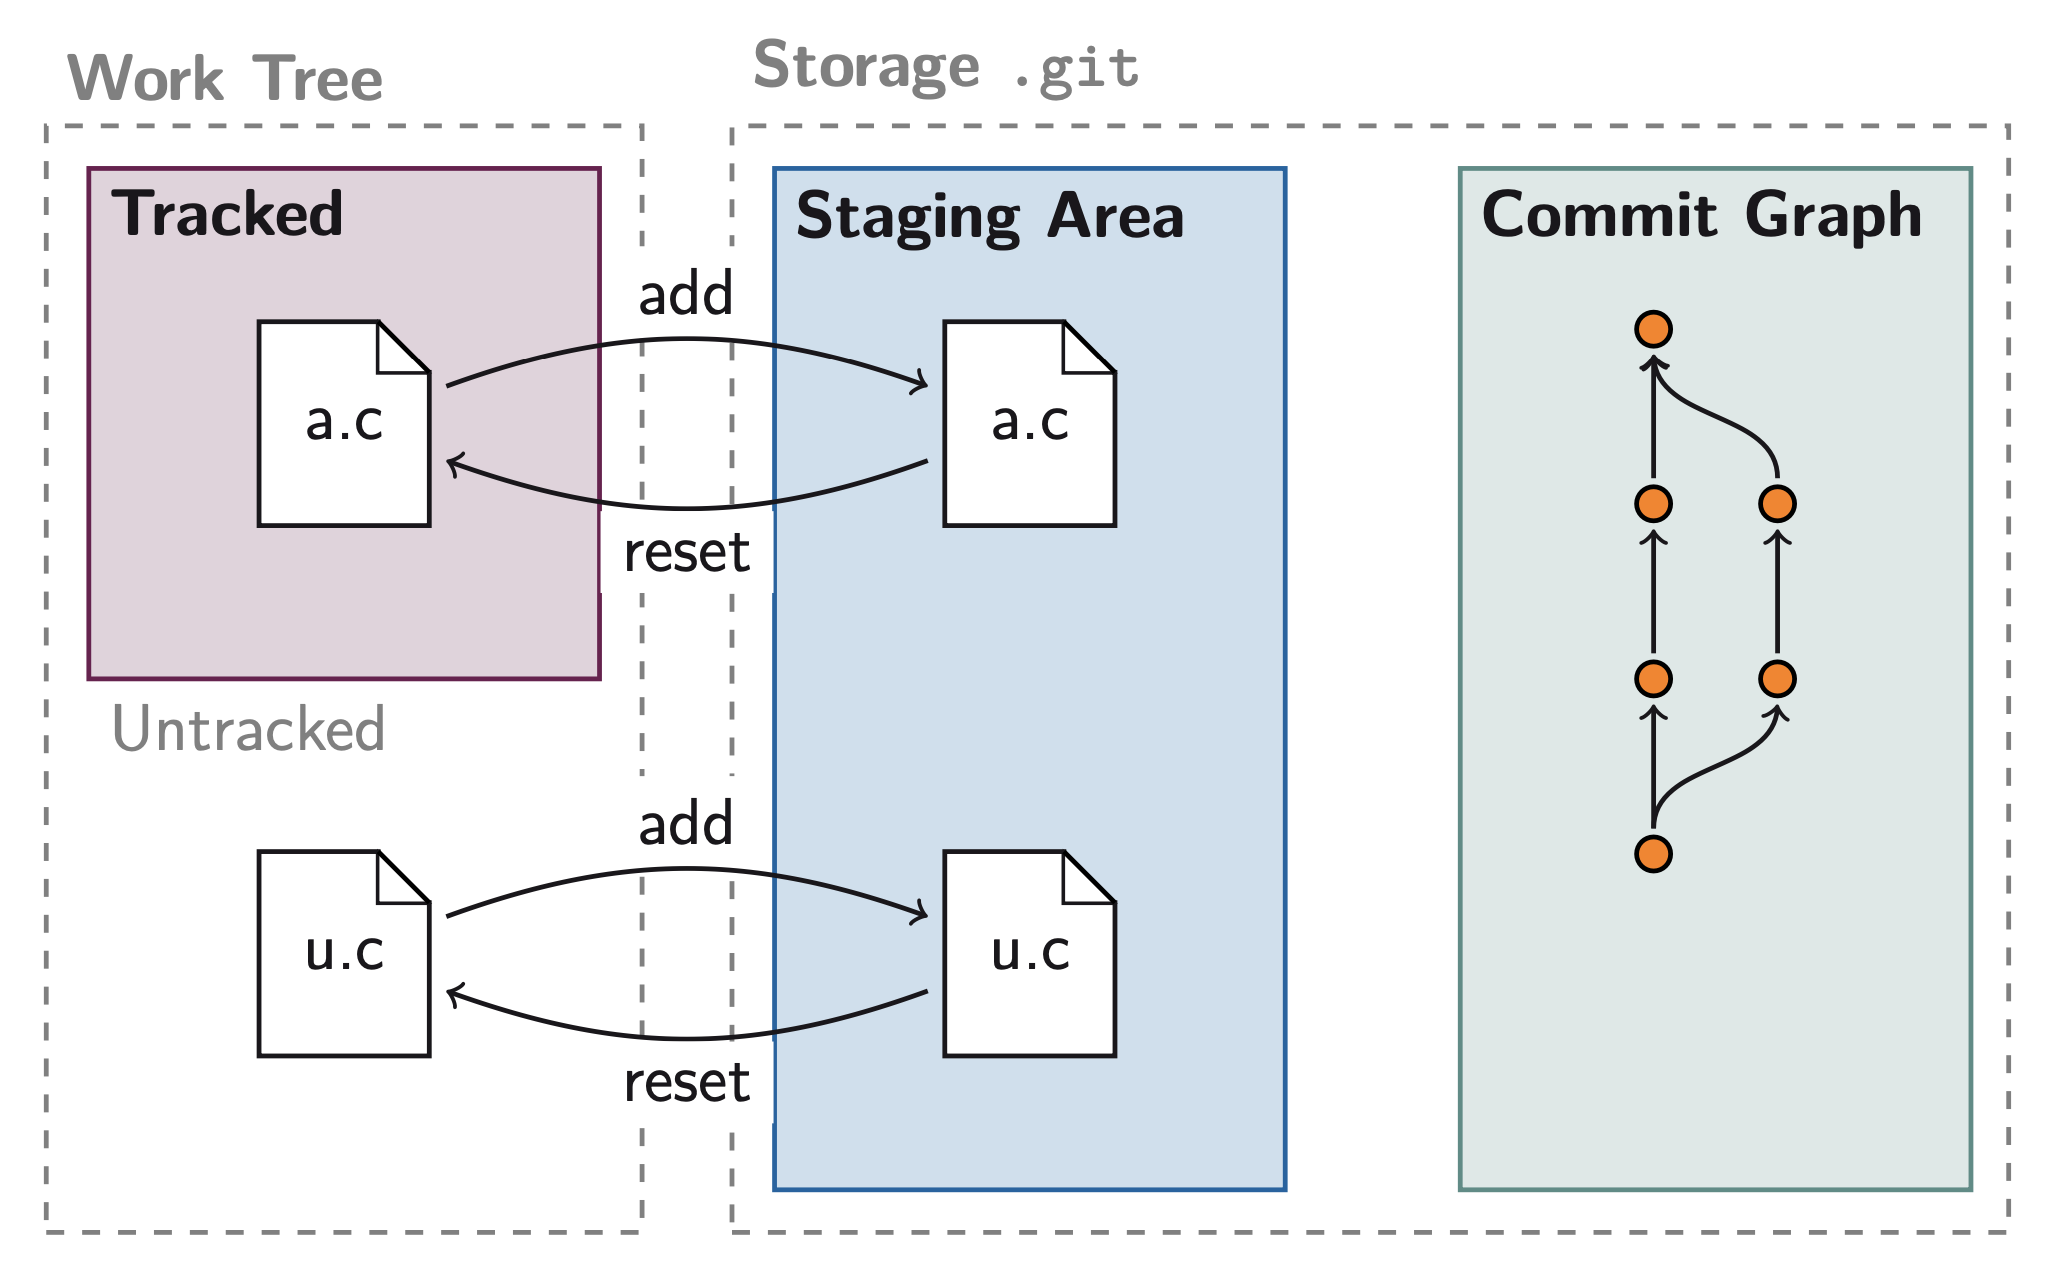 Work Tree
Storage .git
Tracked
Staging Area
Commit Graph
add
a.c
a.c
reset
Untracked
add
u.c
u.c
reset